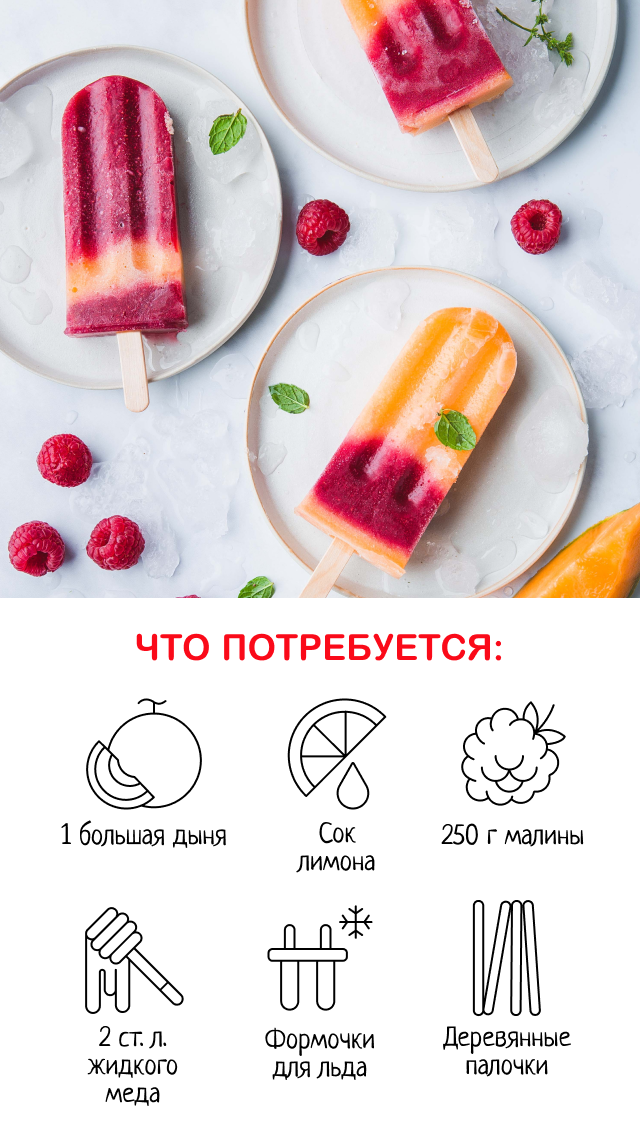 ЧТО ПОТРЕБУЕТСЯ:
1 большая дыня
Сок
лимона
250 г малины
2 ст. л.
жидкого
меда
Формочки
для льда
Деревянные
палочки